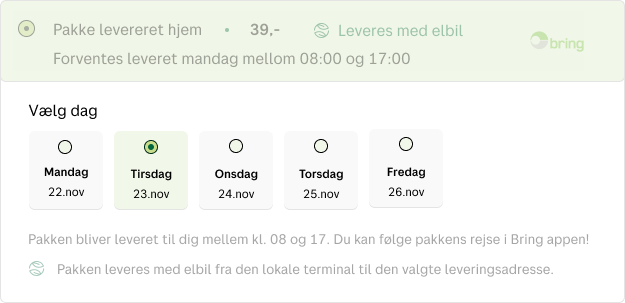 Pakke levereret hjem • 39,- Leveres med elbil
bring
Forventes leveret mandag mellom 08:00 og 17:00
Vælg dag
Mandag Tirsdag Onsdag Torsdag Fredag
22.nov 23.nov 24.nov 25.nov 26.nov
Pakken bliver leveret til dig mellem kl. 08 og 17. Du kan følge pakkens rejse i Bring appen!
Pakken leveres med elbil fra den lokale terminal til den valgte leveringsadresse.